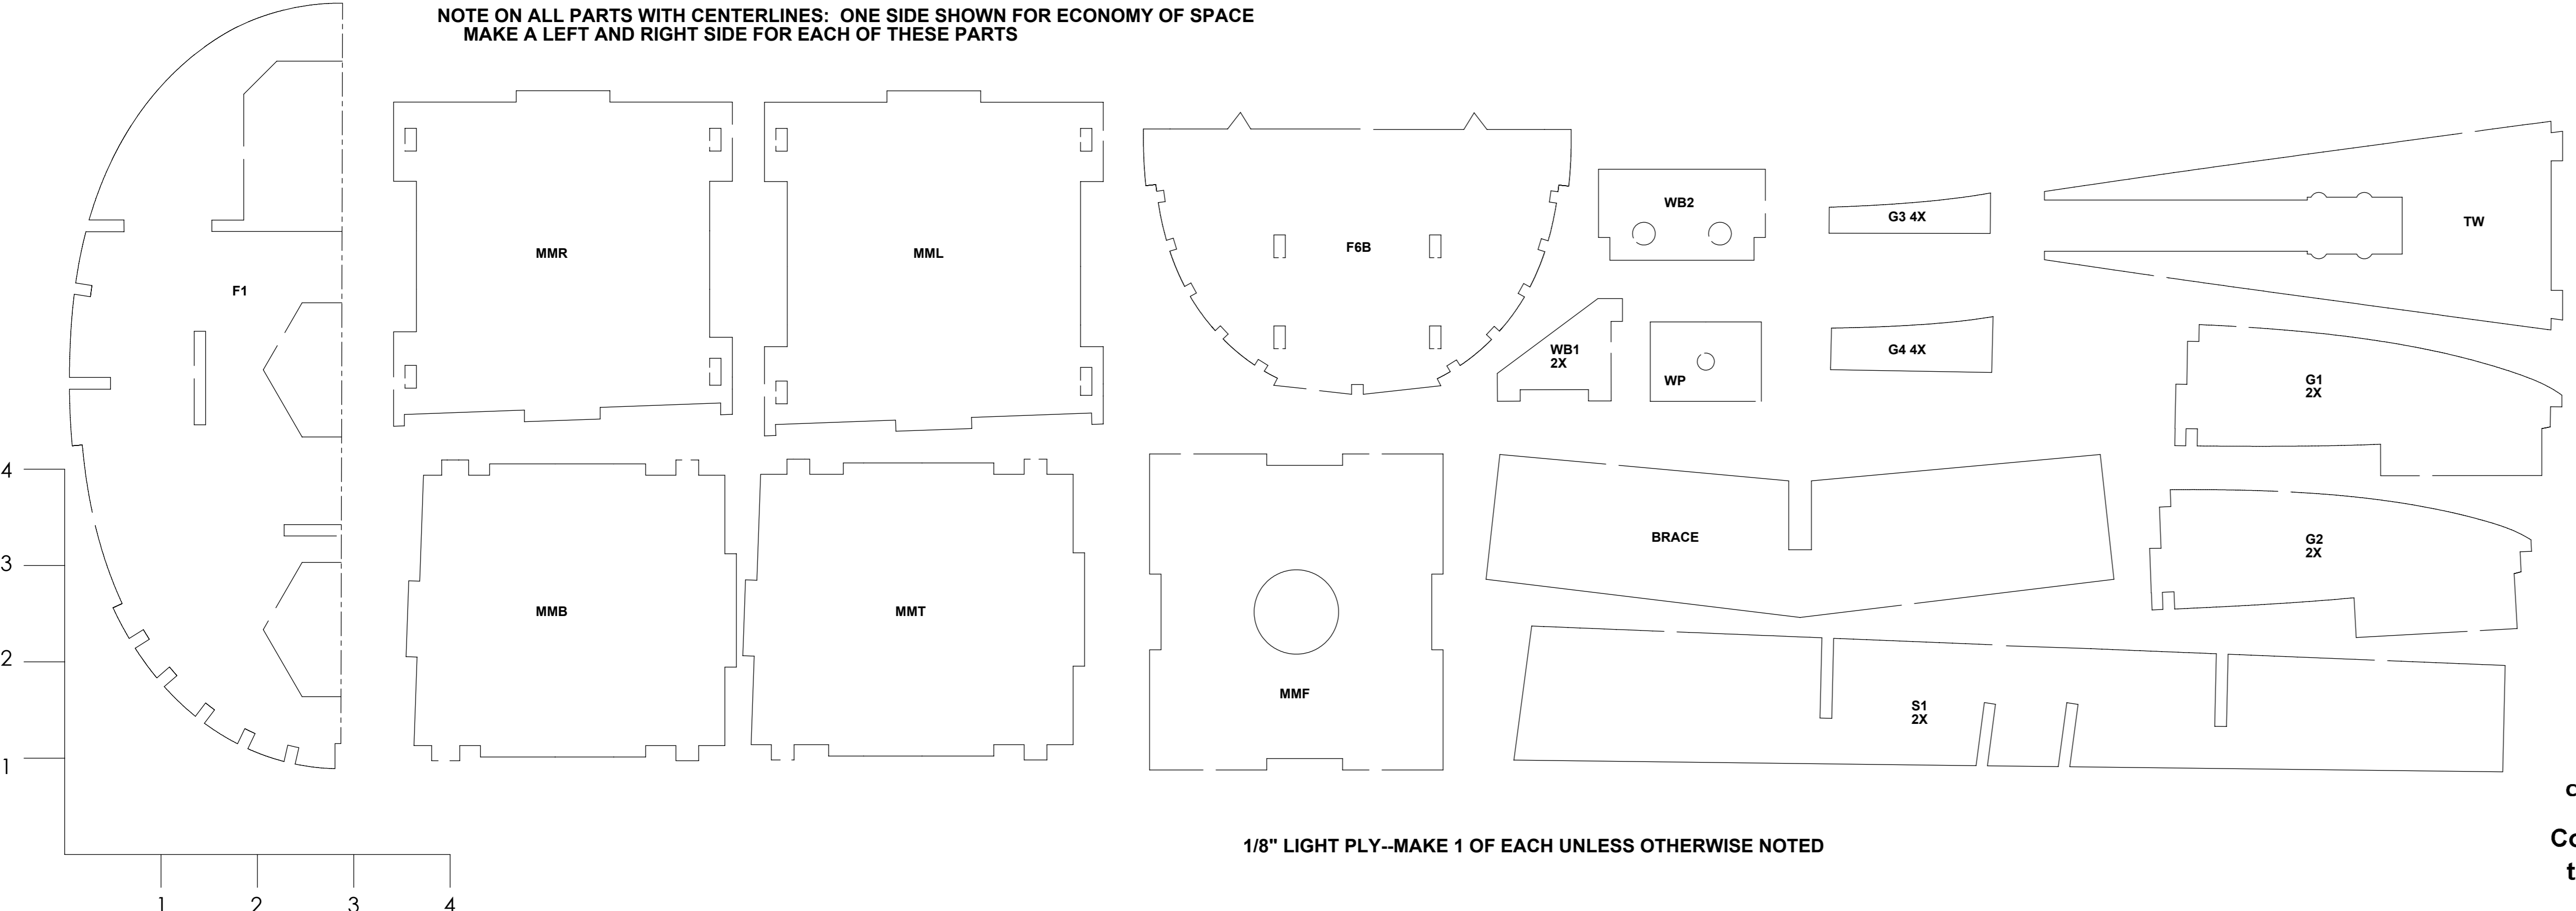 NOTE ON ALL PARTS WITH CENTERLINES: ONE SIDE SHOWN FOR ECONOMY OF SPACE
MAKE A LEFT AND RIGHT SIDE FOR EACH OF THESE PARTS
F1
MMR
MML
F6B
WB2
G3 4X
TW
WB1
2X
WP
G4 4X
G1
2X
BRACE
G2
2X
MMB
MMT
MMF
S1
2X
4
3
2
1
1
2
3
4
1/8" LIGHT PLY--MAKE 1 OF EACH UNLESS OTHERWISE NOTED